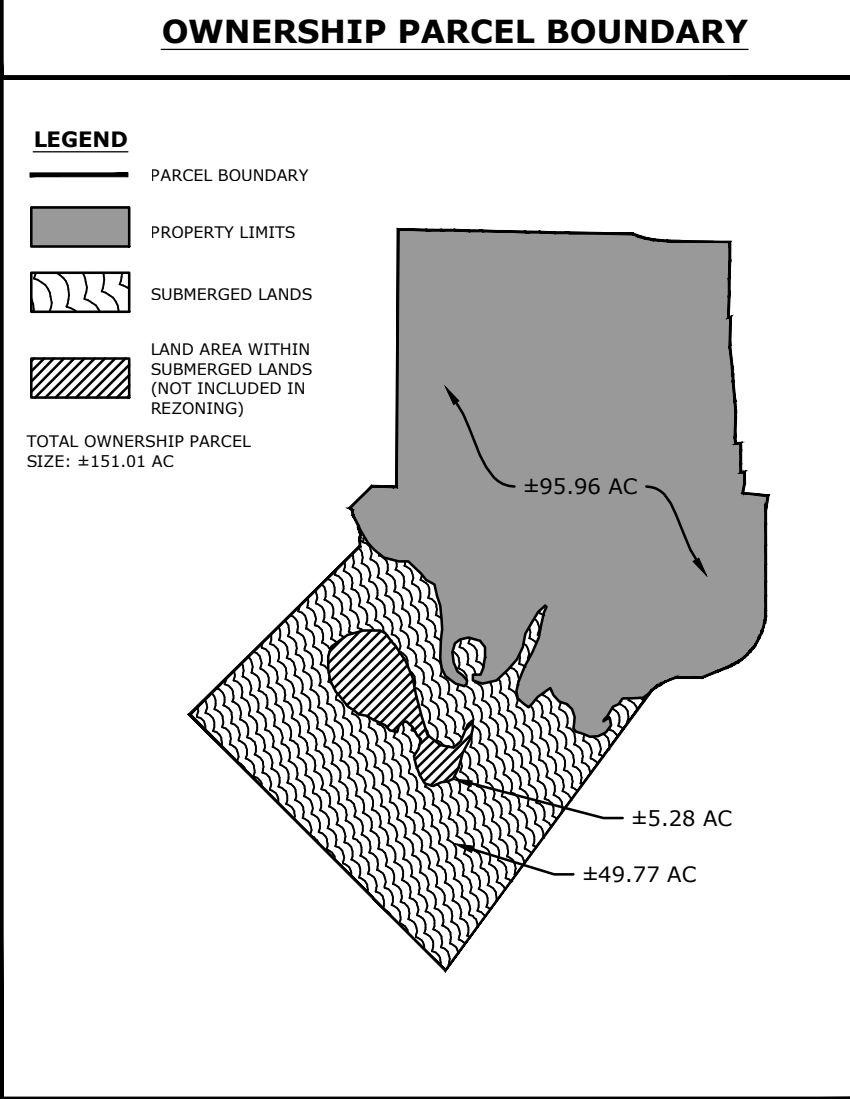 OWNERSHIP PARCEL BOUNDARY
LEGEND
PARCEL BOUNDARY
PROPERTY LIMITS
SUBMERGED LANDS
LAND AREA WITHIN
SUBMERGED LANDS
(NOT INCLUDED IN
REZONING)
TOTAL OWNERSHIP PARCEL
SIZE: ±151.01 AC
±95.96 AC
±5.28 AC
±49.77 AC